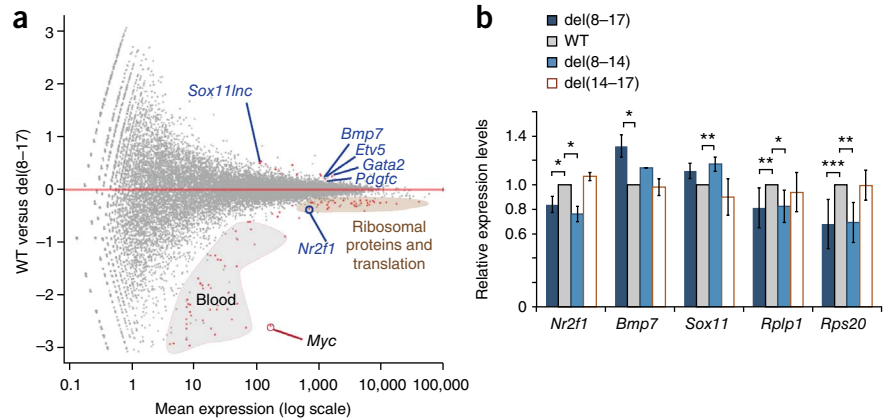 a
WT versus del(8–17)
3
2
1
0
–1
–2
–3
Sox11lnc
Bmp7
Etv5
Gata2
Pdgfc
Nr2f1
Ribosomal
proteins and
translation
Blood
Myc
0.1 1 10 100 1,000 10,000 100,000
Mean expression (log scale)
b
del(8–17)
WT
del(8–14)
del(14–17)
Relative expression levels
1.4
1.0
0.8
0.6
0
* * * ** ** * *** **
Nr2f1 Bmp7 Sox11 Rplp1 Rps20